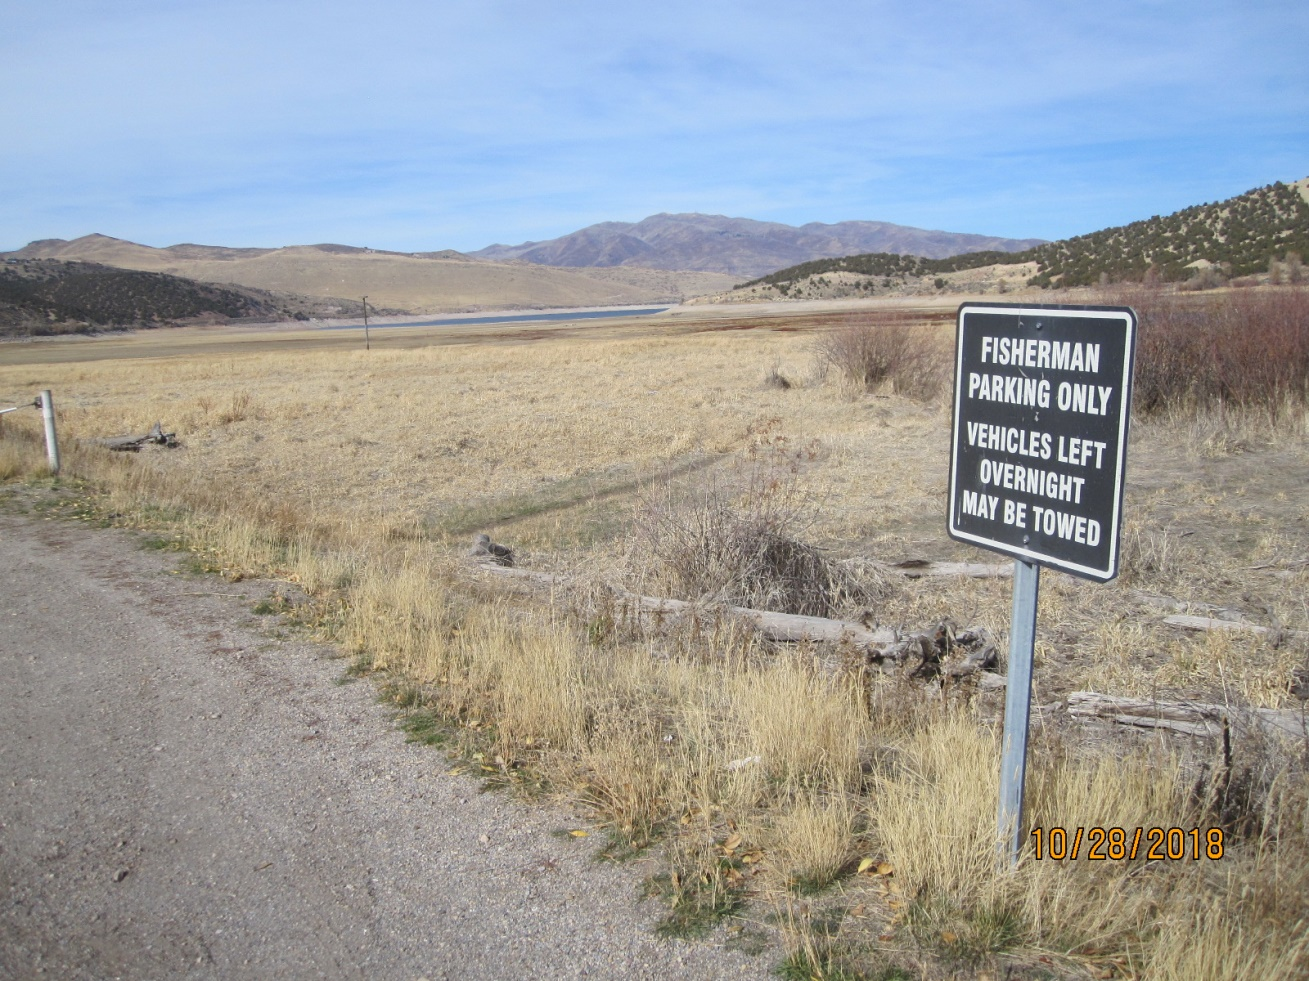 FISHERMAN
PARKING ONLY
VEHICLES LEFT
OVERNIGHT
MAY BE TOWED
10/28/2018